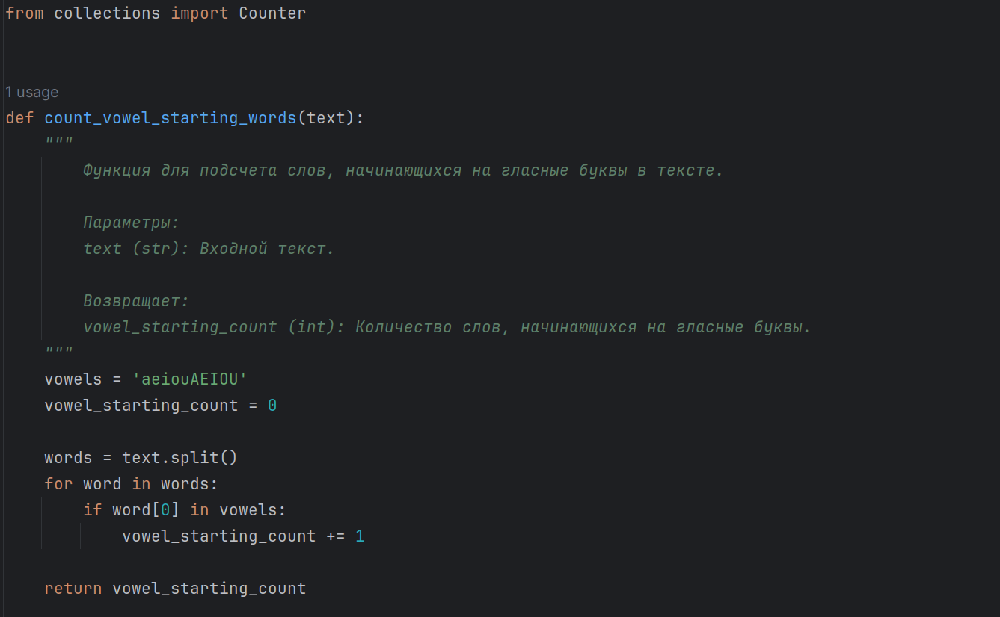 from collections import Counter
1 usage
def count_vowel_starting_words(text):
    """
        Функция для подсчета слов, начинающихся на гласные буквы в тексте.
        Параметры:
        text (str): Входной текст.
        Возвращает:
        vowel_starting_count (int): Количество слов, начинающихся на гласные буквы.
    """
    vowels = 'aeiouAEIOU'
    vowel_starting_count = 0
    words = text.split()
    for word in words:
        if word[0] in vowels:
            vowel_starting_count += 1
    return vowel_starting_count